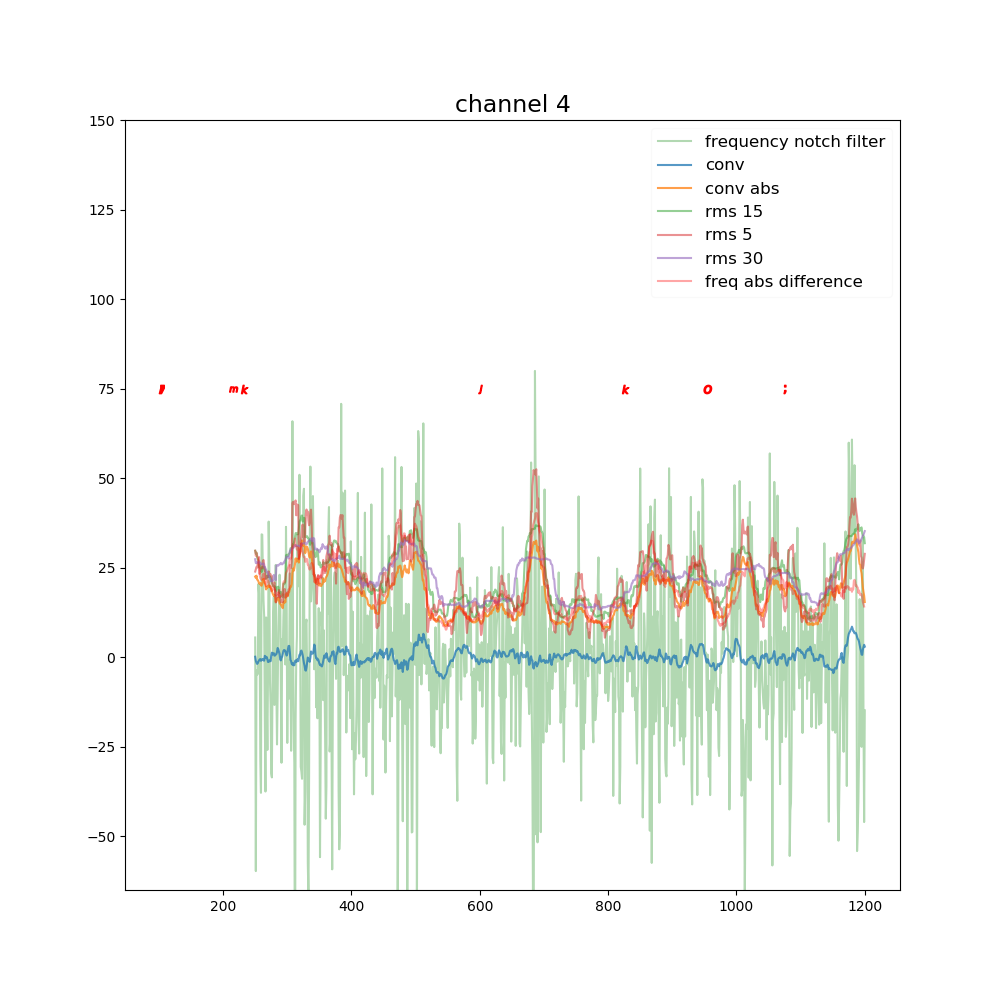 channel 4
150
frequency notch filter
conv
conv abs
rms 15
rms 5
rms 30
freq abs difference
125
100
75
m k j k o ;
50
25
0
−25
−50
200 400 600 800 1000 1200